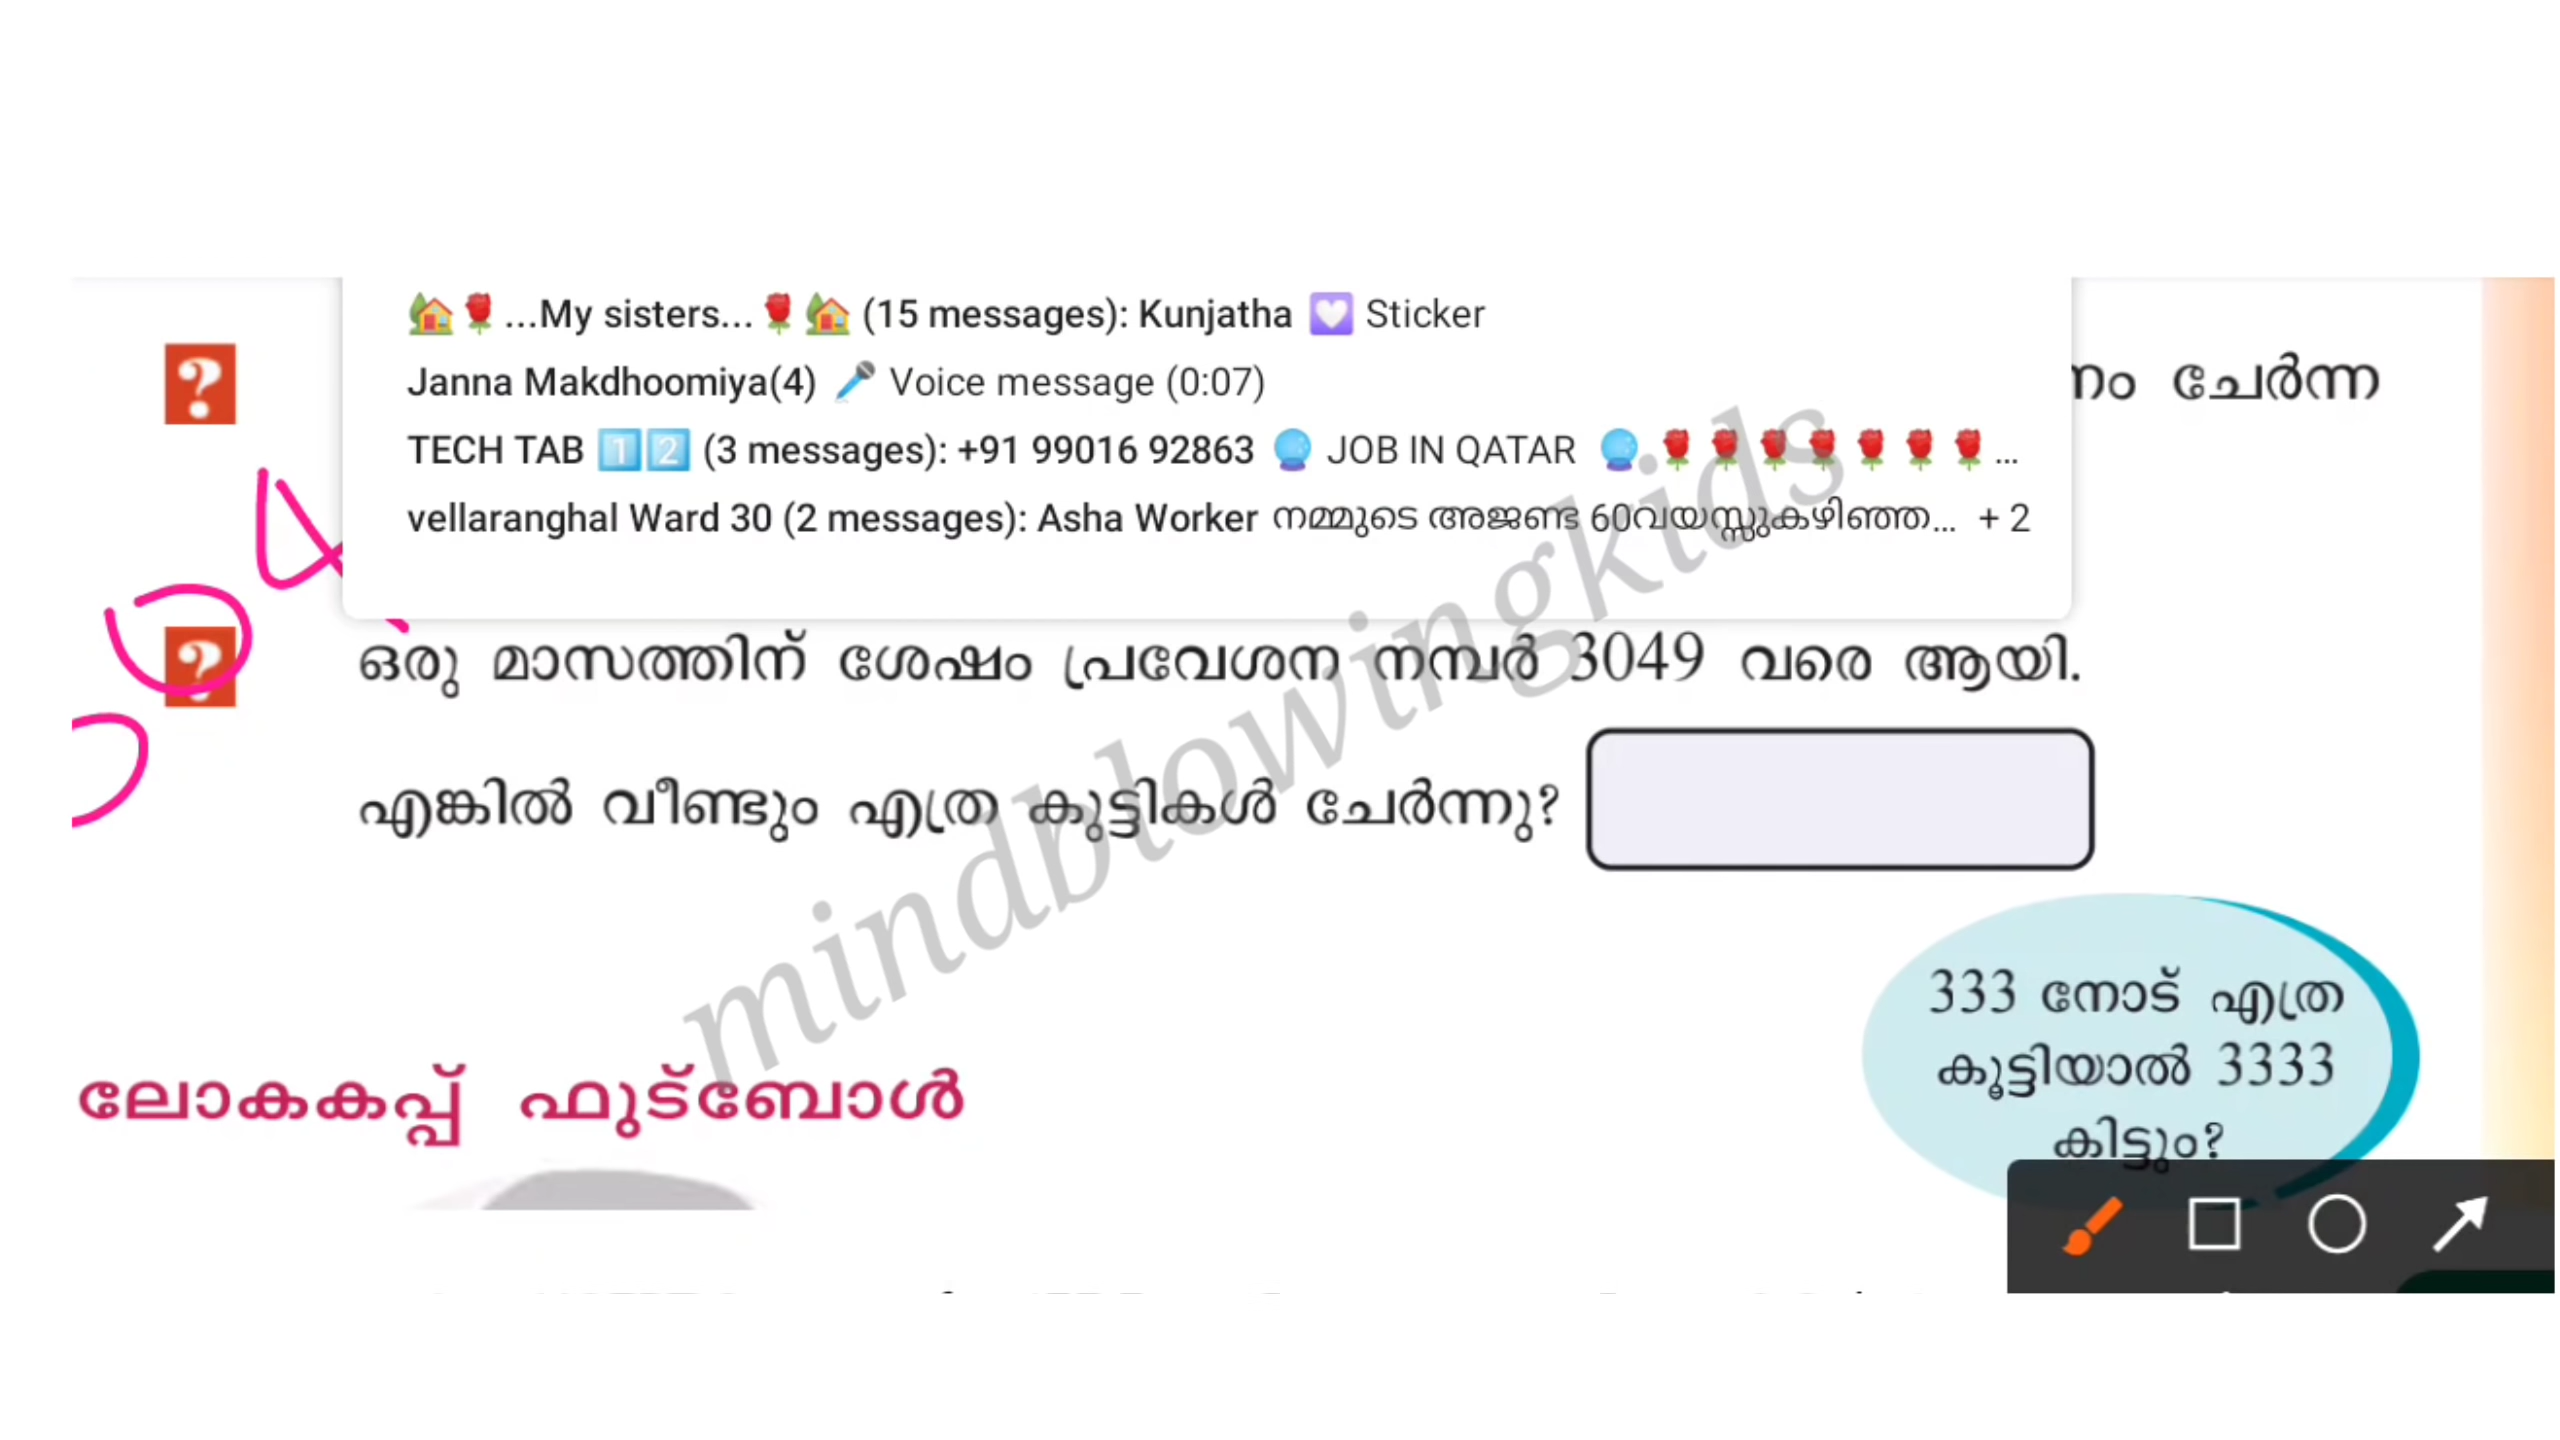 🏡🌹...My sisters...🌹🏡 (15 messages): Kunjatha 💟 Sticker
Janna Makdhoomiya(4) 🎤 Voice message (0:07)
ചേർന്ന
TECH TAB 1️⃣2️⃣ (3 messages): +91 99016 92863 🔮 JOB IN QATAR 🔮🌹🌹🌹🌹🌹🌹🌹...
vellaranghal Ward 30 (2 messages): Asha Worker നമ്മുടെ അജണ്ട 60വയസ്സുകഴിഞ്ഞ... + 2
ഒരു മാസത്തിന് ശേഷം പ്രവേശന നമ്പർ 3049 വരെ ആയി.
എങ്കിൽ വീണ്ടും എത്ര കുട്ടികൾ ചേർന്നു?
mindblowingkids
333 നോട് എത്ര
കൂട്ടിയാൽ 3333
കിട്ടും?
ലോകകപ്പ് ഫുട്ബോൾ